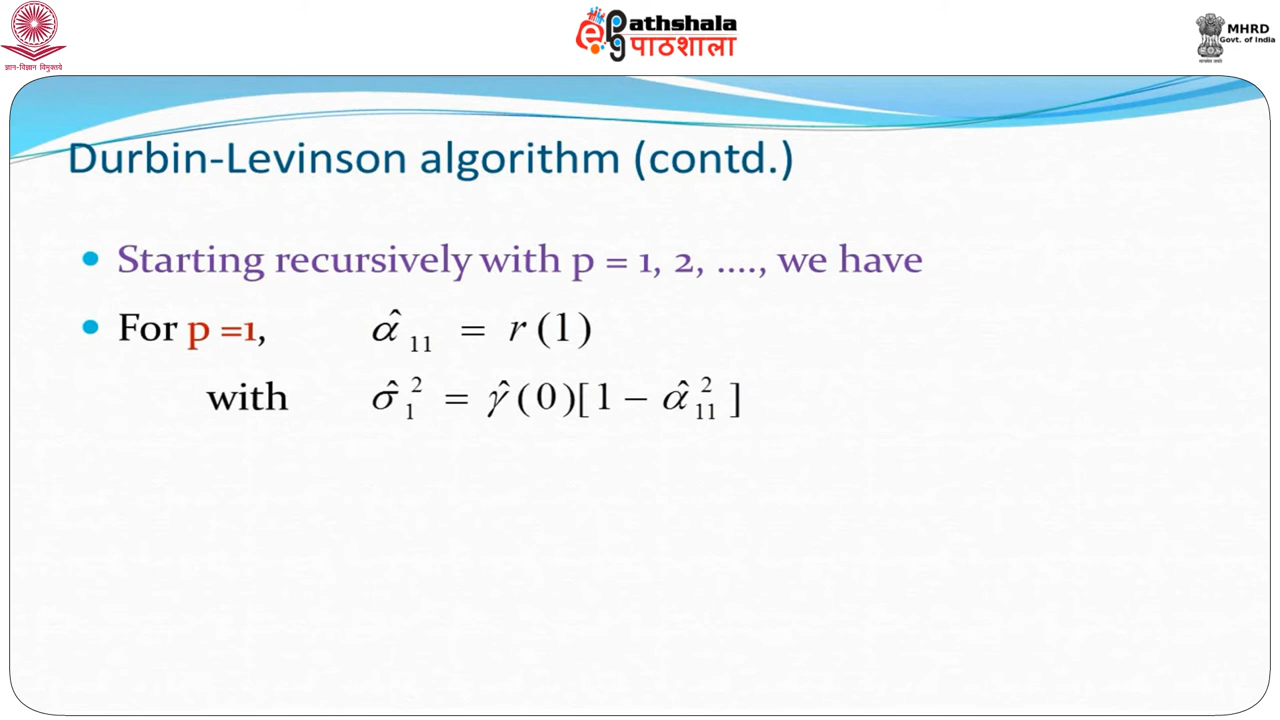 ज्ञान-विज्ञान विमुक्तये
ePG Pathshala
पाठशाला
MHRD
Govt. of India
Durbin-Levinson algorithm (contd.)
• Starting recursively with p = 1, 2, ...., we have
• For p =1, α̂₁₁ = r(1)
with σ̂₁² = γ̂(0)[1 − α̂₁₁²]